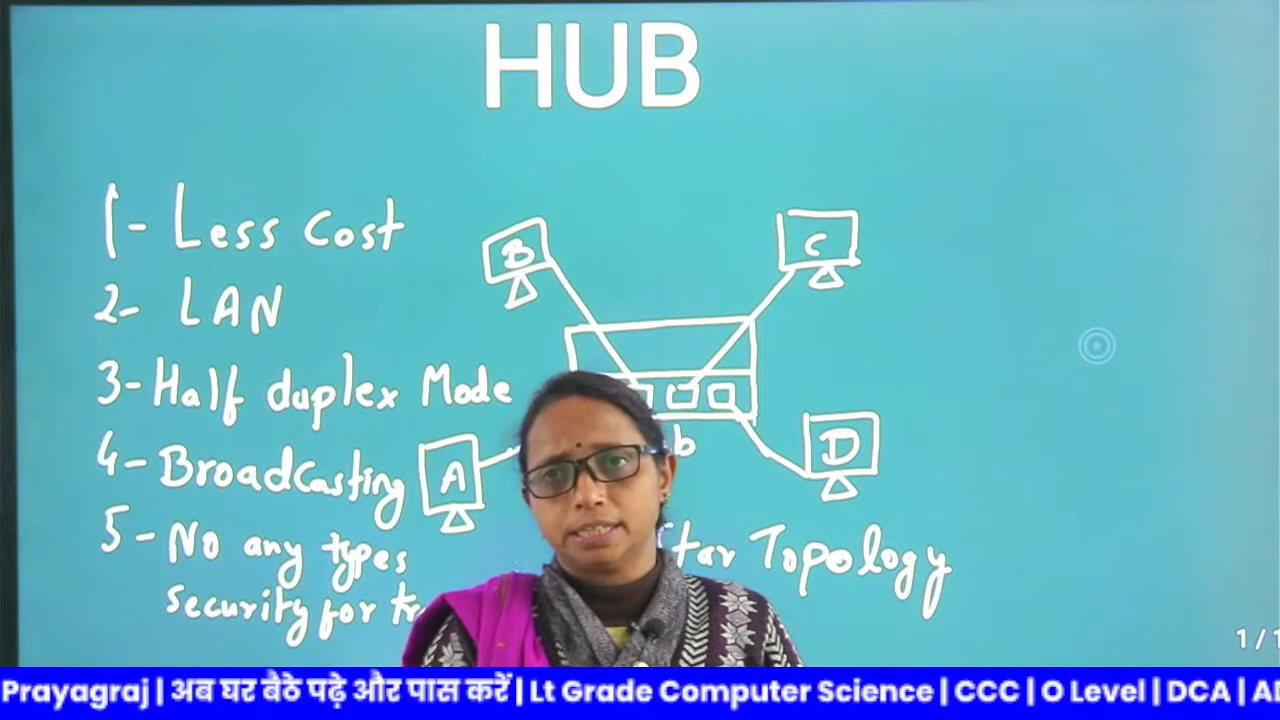 HUB
1- Less Cost
2- LAN
3- Half duplex Mode
4- Broadcasting
5- No any types
security for
B
C
A
D
b
Star Topology
1/1
Prayagraj | अब घर बैठे पढ़े और पास करें | Lt Grade Computer Science | CCC | O Level | DCA |